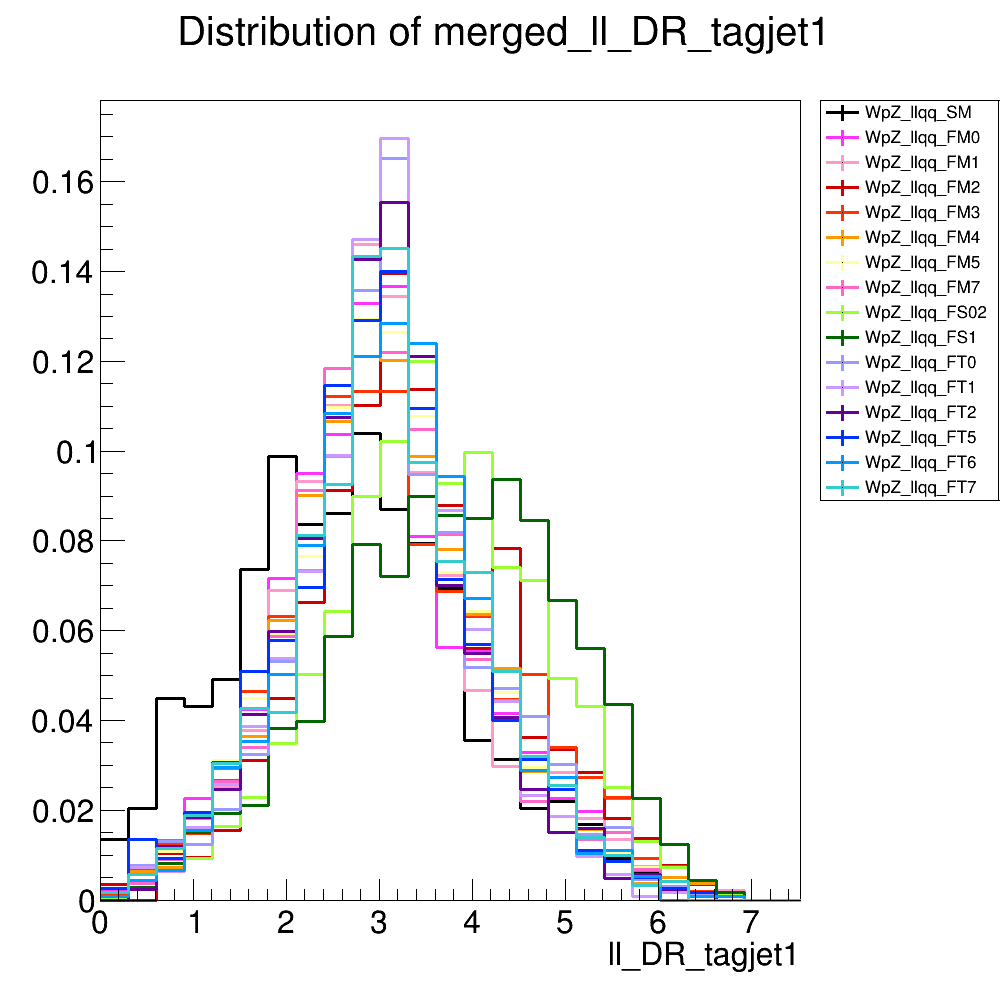 Distribution of merged_ll_DR_tagjet1
WpZ_llqq_SM
WpZ_llqq_FM0
WpZ_llqq_FM1
WpZ_llqq_FM2
WpZ_llqq_FM3
WpZ_llqq_FM4
WpZ_llqq_FM5
WpZ_llqq_FM7
WpZ_llqq_FS02
WpZ_llqq_FS1
WpZ_llqq_FT0
WpZ_llqq_FT1
WpZ_llqq_FT2
WpZ_llqq_FT5
WpZ_llqq_FT6
WpZ_llqq_FT7
0.16
0.14
0.12
0.1
0.08
0.06
0.04
0.02
0
0 1 2 3 4 5 6 7
ll_DR_tagjet1